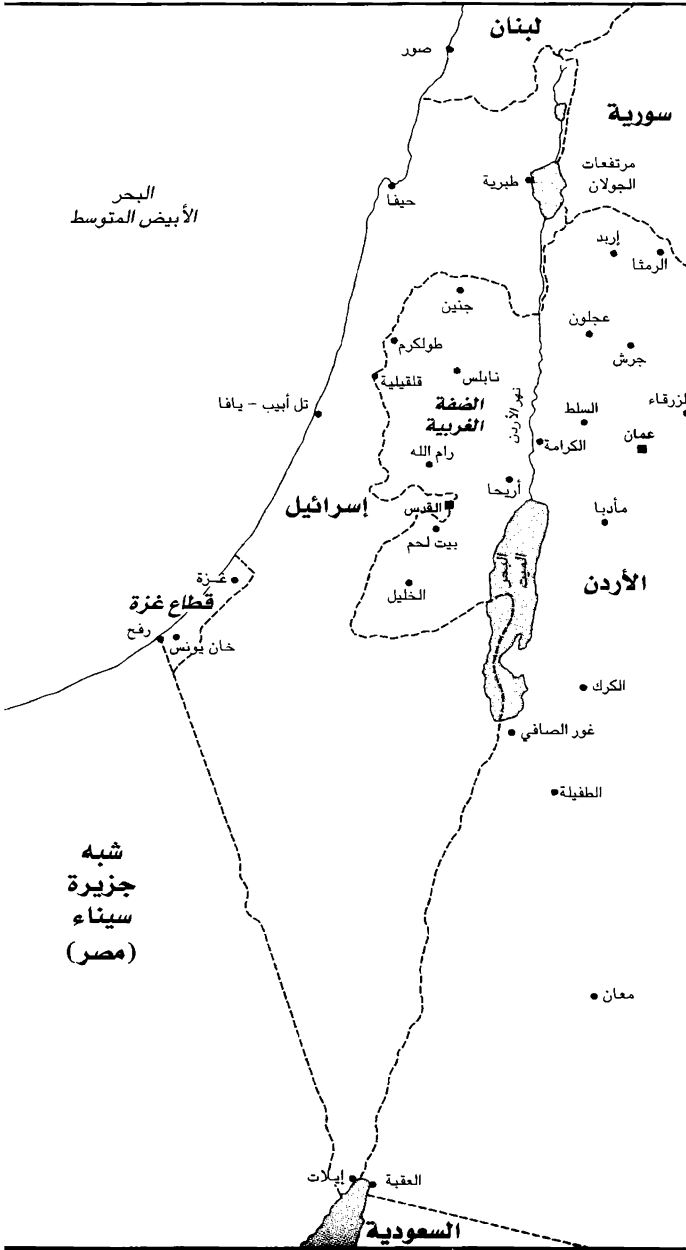 لبنان
صور
سورية
مرتفعات
الجولان
طبرية
حيفا
البحر
الأبيض المتوسط
إربد
الرمثا
جنين
عجلون
طولكرم
جرش
نابلس
قلقيلية
لزرقاء
الضفة
الغربية
تل أبيب - يافا
السلط
نهر الأردن
عمان
الكرامة
رام الله
أريحا
القدس
إسرائيل
مأدبا
بيت لحم
البحر
الميت
غزة
الخليل
الأردن
قطاع غزة
رفح
خان يونس
الكرك
غور الصافي
الطفيلة
شبه
جزيرة
سيناء
(مصر)
معان
إيلات
العقبة
السعودية